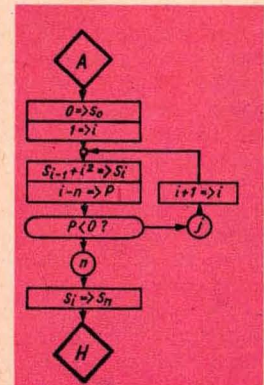 A
0=>S₀
1=>i
Sᵢ₋₁+i²=>Sᵢ
i-n=>P
i+1=>i
P<0?
j
n
Sᵢ=>Sₙ
H